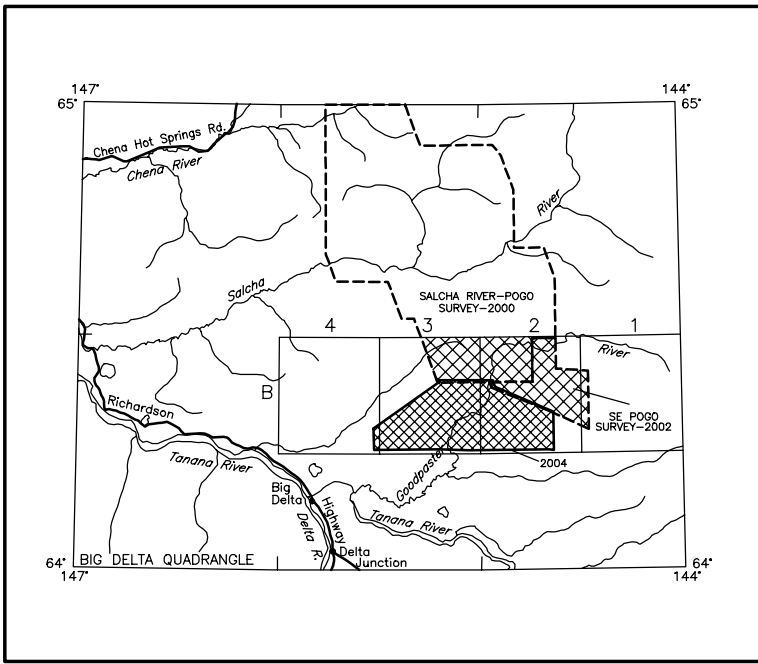 147°
144°
65°
65°
Chena Hot Springs Rd.
Chena River
River
Salcha
SALCHA RIVER-POGO
SURVEY-2000
4
3
2
1
River
B
SE POGO
SURVEY-2002
Richardson
Tanana River
Goodpaster
2004
Big
Delta
Highway
Delta R.
Tanana River
Delta
Junction
BIG DELTA QUADRANGLE
64°
64°
147°
144°